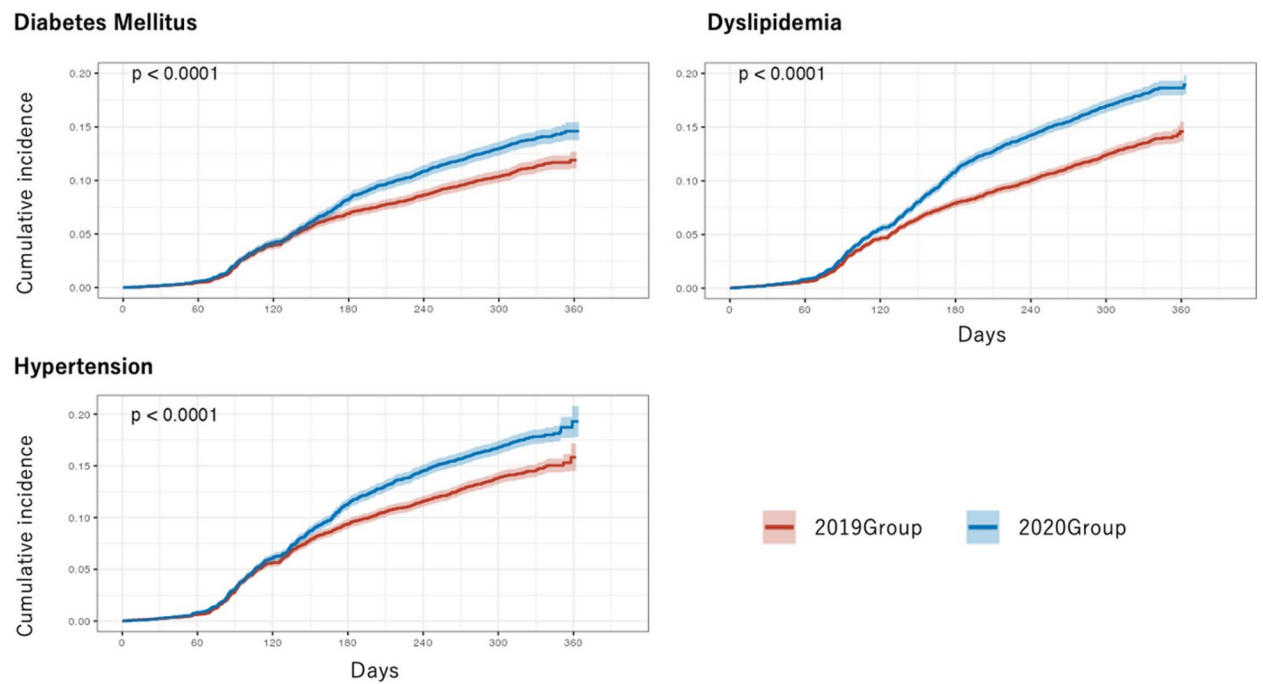 Diabetes Mellitus
p < 0.0001
Cumulative incidence
0.20
0.15
0.10
0.05
0.00
0 60 120 180 240 300 360
Dyslipidemia
p < 0.0001
0.20
0.15
0.10
0.05
0.00
0 60 120 180 240 300 360
Days
Hypertension
p < 0.0001
Cumulative incidence
0.20
0.15
0.10
0.05
0.00
0 60 120 180 240 300 360
Days
2019Group 2020Group